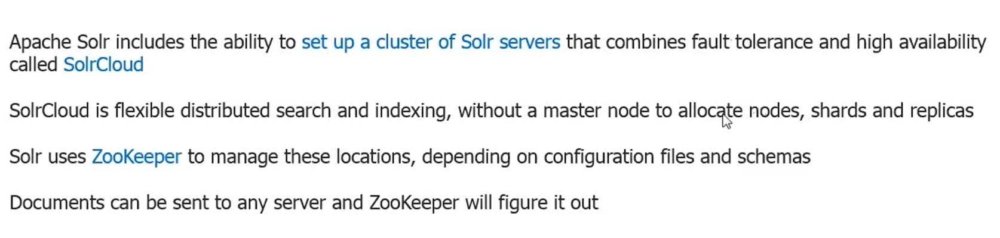 Apache Solr includes the ability to set up a cluster of Solr servers that combines fault tolerance and high availability
called SolrCloud
SolrCloud is flexible distributed search and indexing, without a master node to allocate nodes, shards and replicas
Solr uses ZooKeeper to manage these locations, depending on configuration files and schemas
Documents can be sent to any server and ZooKeeper will figure it out